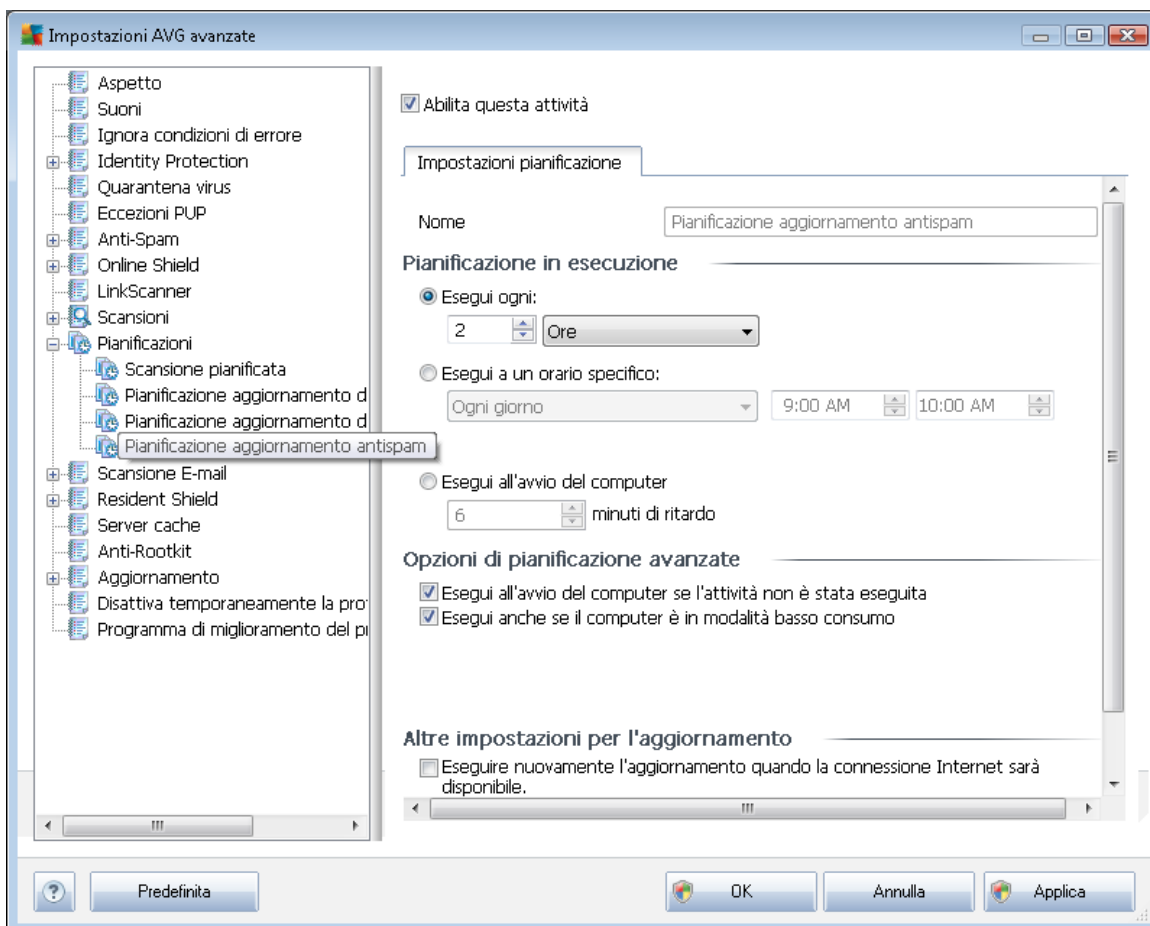 Impostazioni AVG avanzate
Aspetto
Suoni
Ignora condizioni di errore
Identity Protection
Quarantena virus
Eccezioni PUP
Anti-Spam
Online Shield
LinkScanner
Scansioni
Pianificazioni
Scansione pianificata
Pianificazione aggiornamento d
Pianificazione aggiornamento d
Pianificazione aggiornamento antispam
Scansione E-mail
Resident Shield
Server cache
Anti-Rootkit
Aggiornamento
Disattiva temporaneamente la pro
Programma di miglioramento del p
Abilita questa attività
Impostazioni pianificazione
Nome Pianificazione aggiornamento antispam
Pianificazione in esecuzione
Esegui ogni:
2 Ore
Esegui a un orario specifico:
Ogni giorno 9:00 AM 10:00 AM
Esegui all'avvio del computer
6 minuti di ritardo
Opzioni di pianificazione avanzate
Esegui all'avvio del computer se l'attività non è stata eseguita
Esegui anche se il computer è in modalità basso consumo
Altre impostazioni per l'aggiornamento
Eseguire nuovamente l'aggiornamento quando la connessione Internet sarà
disponibile.
? Predefinita OK Annulla Applica